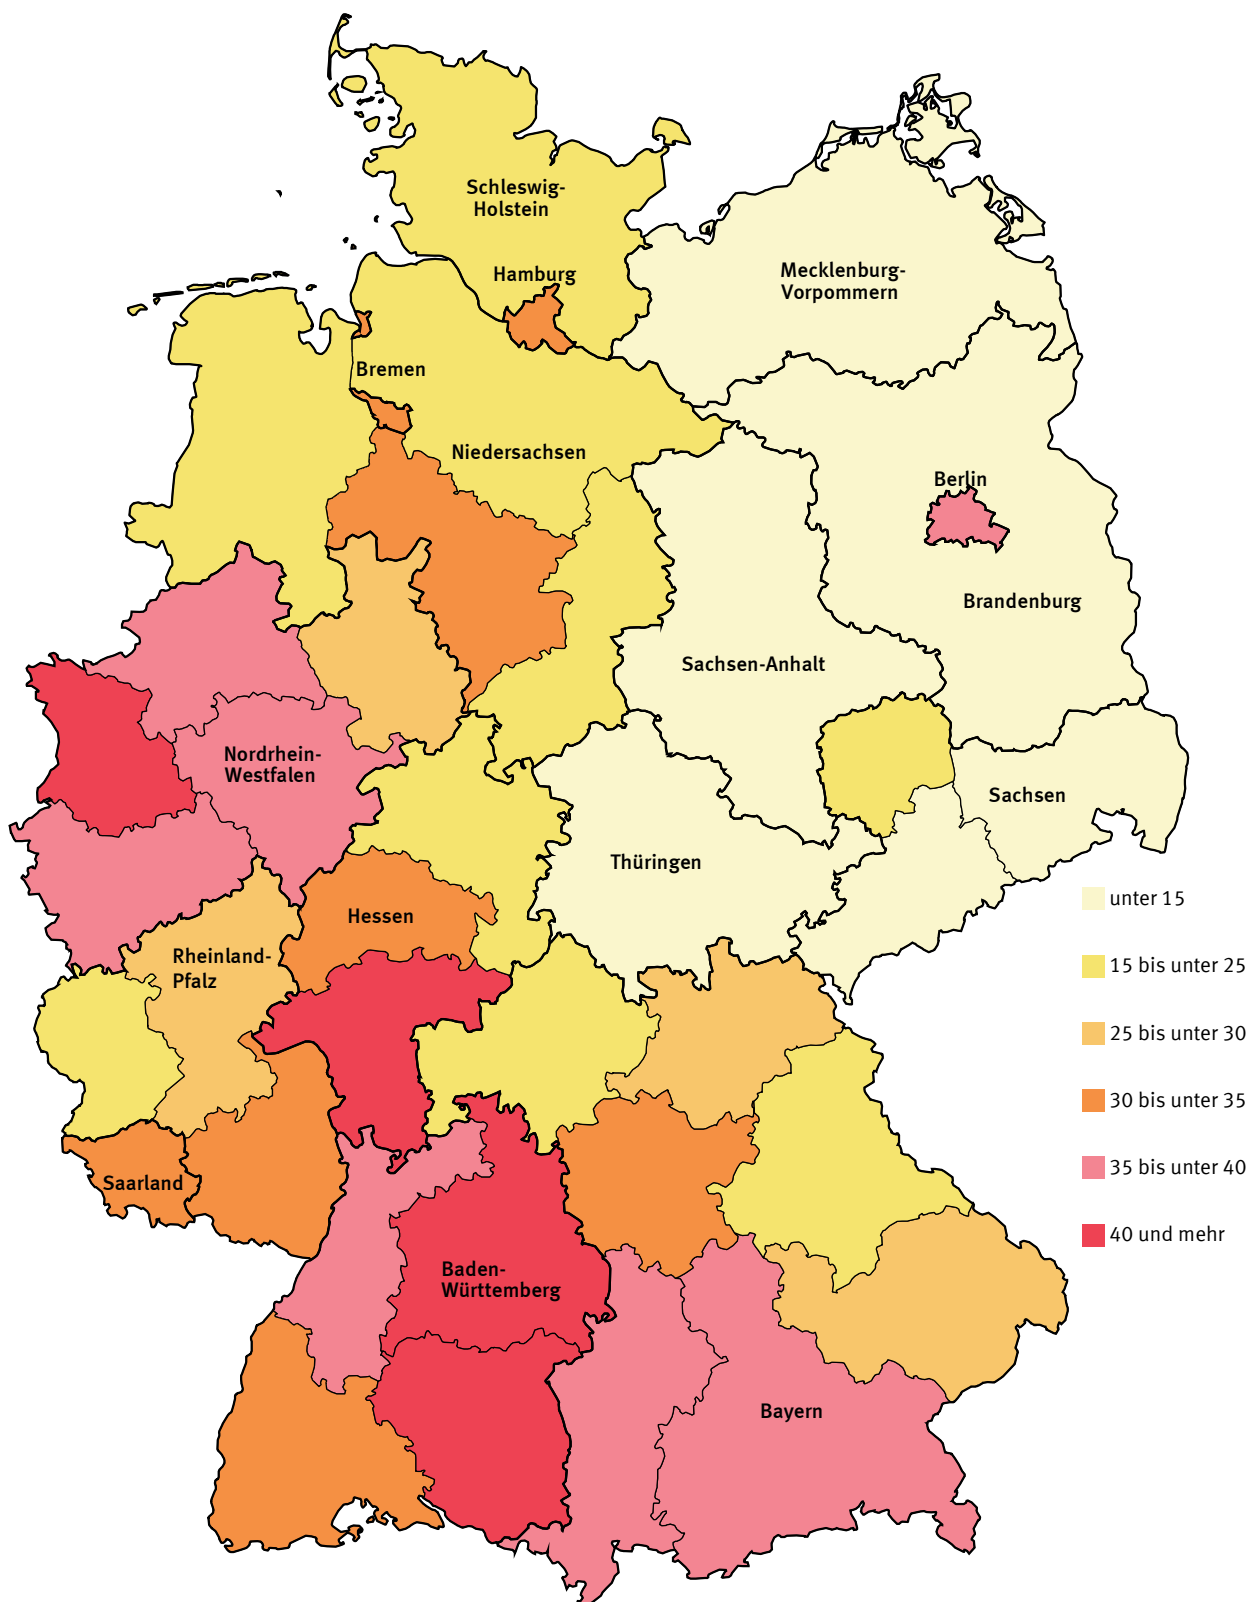 Schleswig-
Holstein
Hamburg
Mecklenburg-
Vorpommern
Bremen
Niedersachsen
Berlin
Brandenburg
Sachsen-Anhalt
Nordrhein-
Westfalen
Sachsen
Thüringen
Hessen
Rheinland-
Pfalz
Saarland
Baden-
Württemberg
Bayern
unter 15
15 bis unter 25
25 bis unter 30
30 bis unter 35
35 bis unter 40
40 und mehr